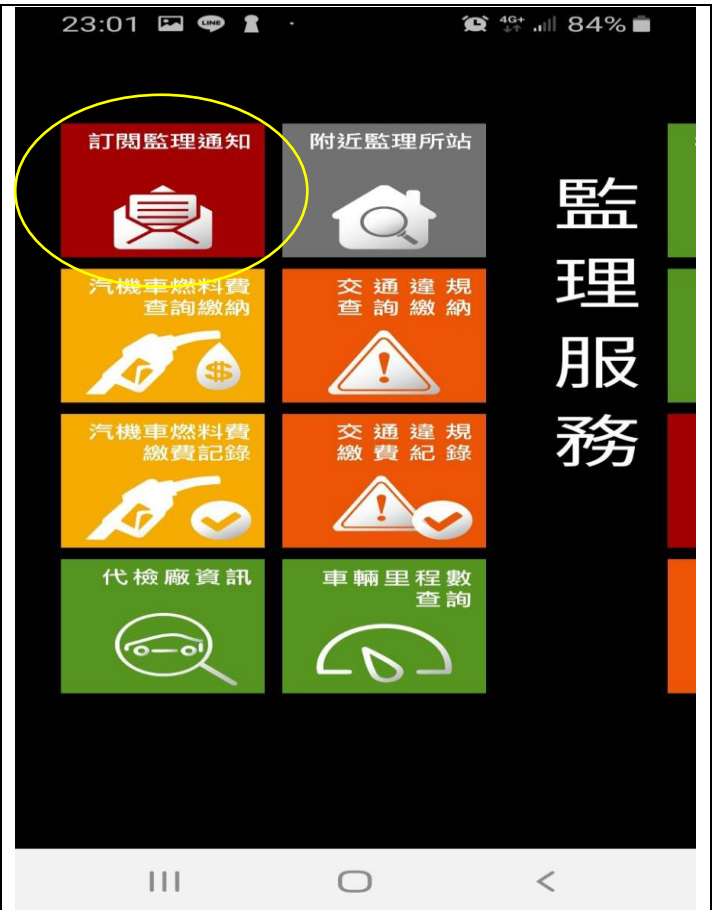 23:01
4G+
84%
訂閱監理通知
附近監理所站
汽機車燃料費
查詢繳納
交通違規
查詢繳納
汽機車燃料費
繳費記錄
交通違規
繳費紀錄
代檢廠資訊
車輛里程數
查詢
監理服務